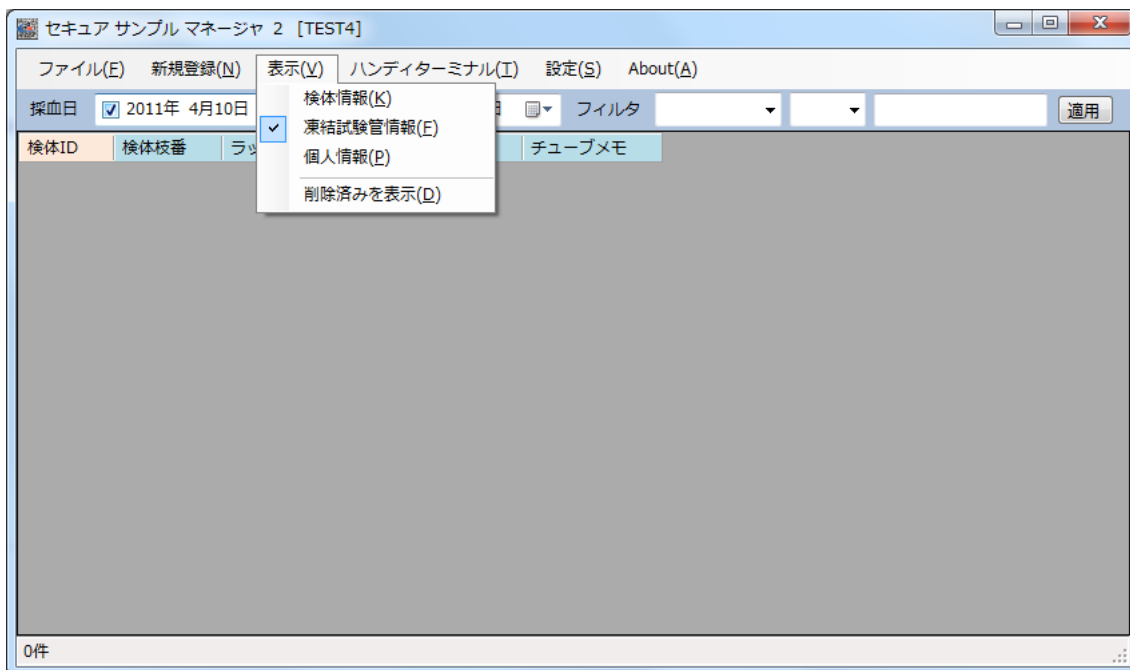 セキュア サンプル マネージャ 2 [TEST4]
ファイル(F) 新規登録(N) 表示(V) ハンディターミナル(T) 設定(S) About(A)
採血日 2011年 4月10日 日 フィルタ 適用
検体情報(K)
凍結試験管情報(F)
個人情報(P)
削除済みを表示(D)
検体ID 検体枝番 ラッ チューブメモ
0件